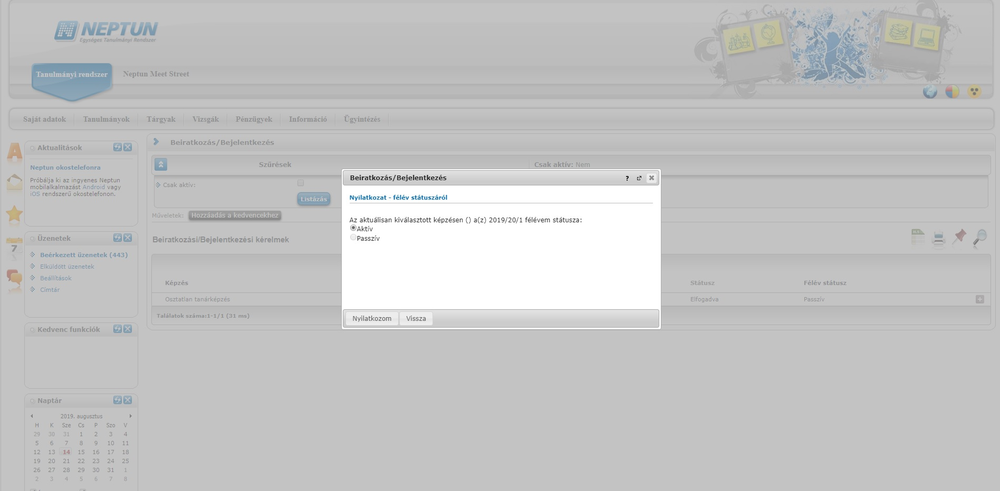 NEPTUN
Egységes Tanulmányi Rendszer
Tanulmányi rendszer
Neptun Meet Street
Saját adatok
Tanulmányok
Tárgyak
Vizsgák
Pénzügyek
Információ
Ügyintézés
Aktualitások
Neptun okostelefonra
Próbálja ki az ingyenes Neptun
mobilalkalmazást Android vagy
iOS rendszerű okostelefonon.
Üzenetek
Beérkezett üzenetek (443)
Elküldött üzenetek
Beállítások
Címtár
Kedvenc funkciók
Naptár
2019. augusztus
H K Sze Cs P Szo V
29 30 31 1 2 3 4
5 6 7 8 9 10 11
12 13 14 15 16 17 18
19 20 21 22 23 24 25
26 27 28 29 30 31 1
2 3 4 5 6 7 8
Beiratkozás/Bejelentkezés
Szűrések
Csak aktív: Nem
Csak aktív:
Listázás
Műveletek: Hozzáadás a kedvencekhez
Beiratkozási/Bejelentkezési kérelmek
XLS
Képzés
Státusz
Félév státusz
Osztatlan tanárképzés
Elfogadva
Passzív
Találatok száma:1-1/1 (31 ms)
Beiratkozás/Bejelentkezés
?
Nyilatkozat - félév státuszáról
Az aktuálisan kiválasztott képzésen () a(z) 2019/20/1 félévem státusza:
Aktív
Passzív
Nyilatkozom
Vissza